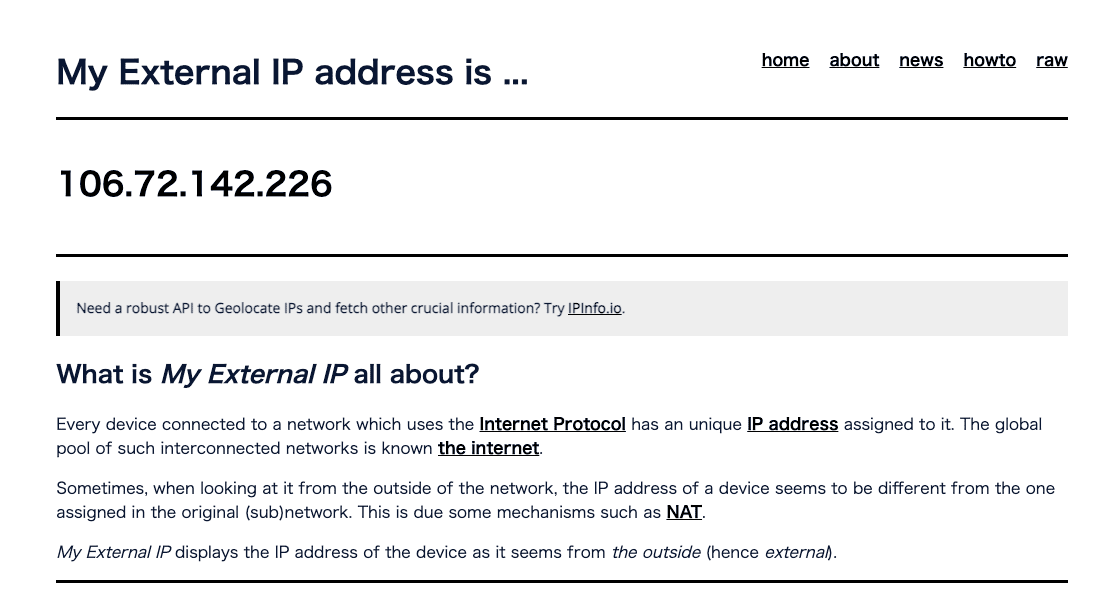 My External IP address is ...
home about news howto raw
106.72.142.226
Need a robust API to Geolocate IPs and fetch other crucial information? Try IPInfo.io.
What is My External IP all about?
Every device connected to a network which uses the Internet Protocol has an unique IP address assigned to it. The global
pool of such interconnected networks is known the internet.
Sometimes, when looking at it from the outside of the network, the IP address of a device seems to be different from the one
assigned in the original (sub)network. This is due some mechanisms such as NAT.
My External IP displays the IP address of the device as it seems from the outside (hence external).